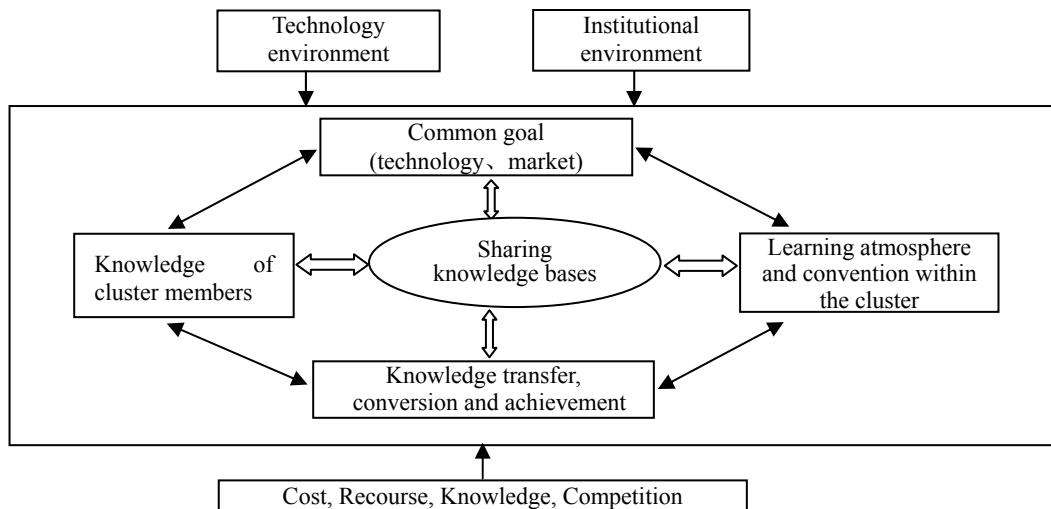 Technology
environment
Institutional
environment
Common goal
(technology、market)
Knowledge of
cluster members
Sharing
knowledge bases
Learning atmosphere
and convention within
the cluster
Knowledge transfer,
conversion and achievement
Cost, Recourse, Knowledge, Competition